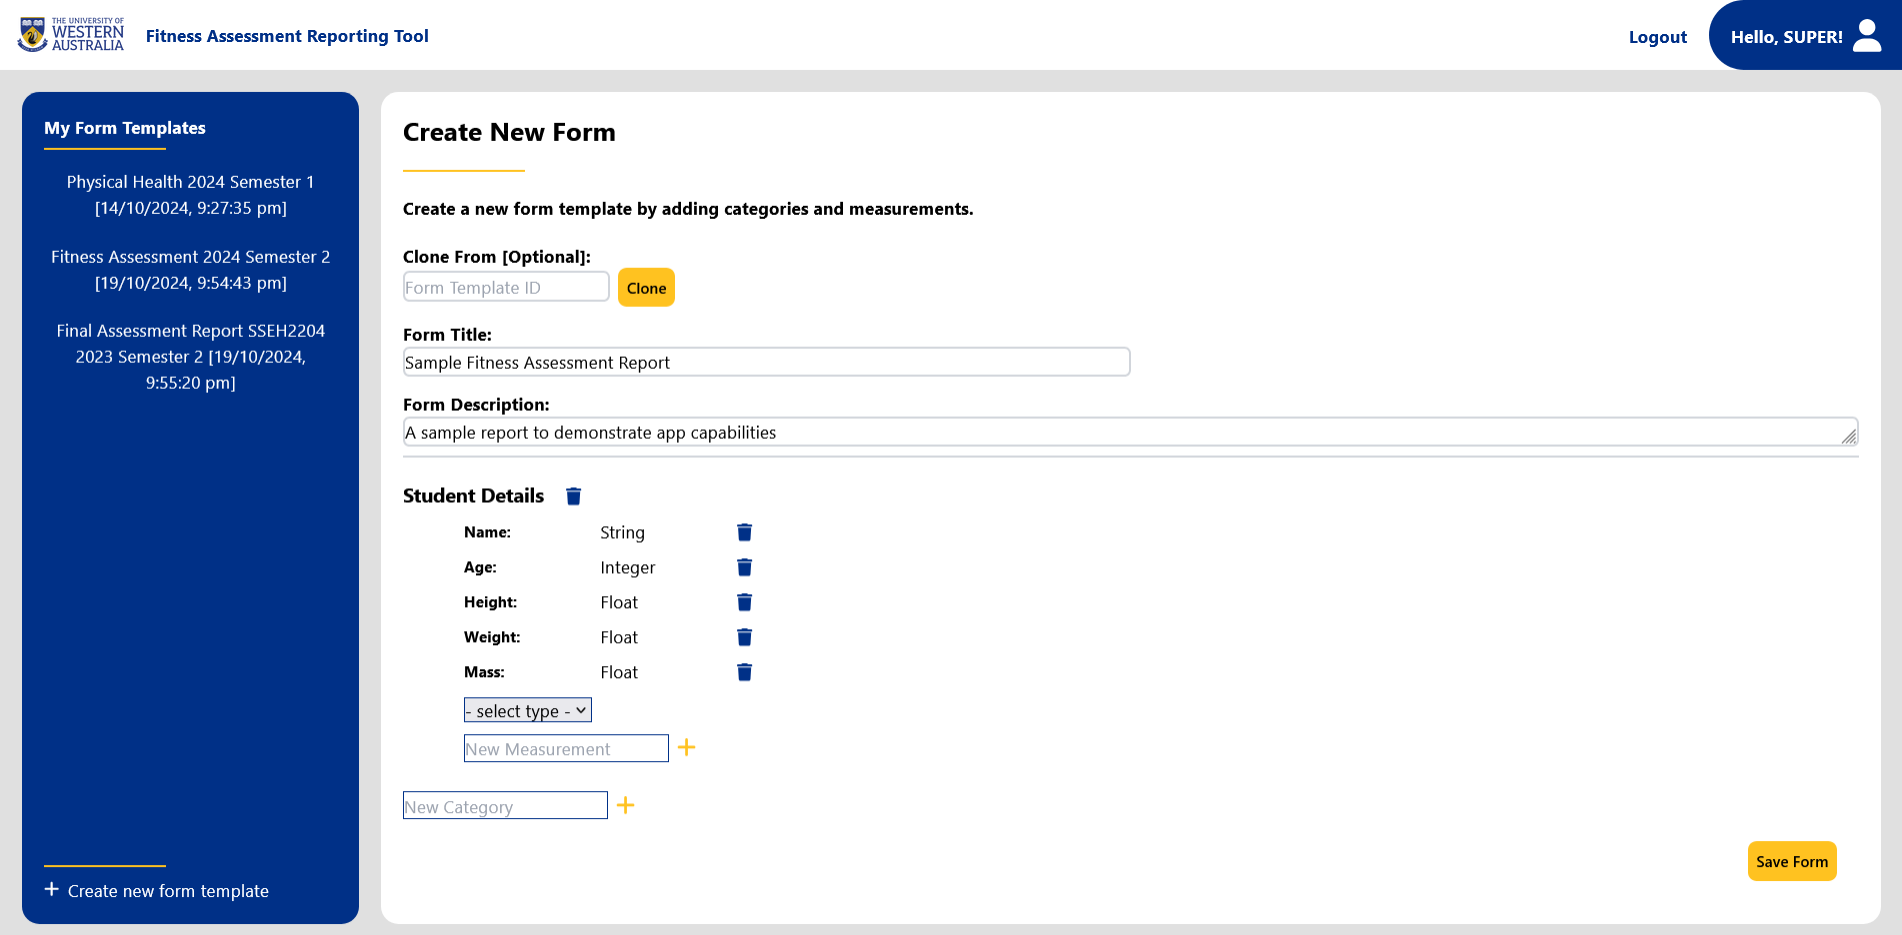 THE UNIVERSITY OF
WESTERN
AUSTRALIA
Fitness Assessment Reporting Tool
Logout
Hello, SUPER!
My Form Templates
Physical Health 2024 Semester 1
[14/10/2024, 9:27:35 pm]
Fitness Assessment 2024 Semester 2
[19/10/2024, 9:54:43 pm]
Final Assessment Report SSEH2204
2023 Semester 2 [19/10/2024,
9:55:20 pm]
Create new form template
Create New Form
Create a new form template by adding categories and measurements.
Clone From [Optional]:
Form Template ID
Clone
Form Title:
Sample Fitness Assessment Report
Form Description:
A sample report to demonstrate app capabilities
Student Details
Name: String
Age: Integer
Height: Float
Weight: Float
Mass: Float
- select type -
New Measurement
New Category
Save Form